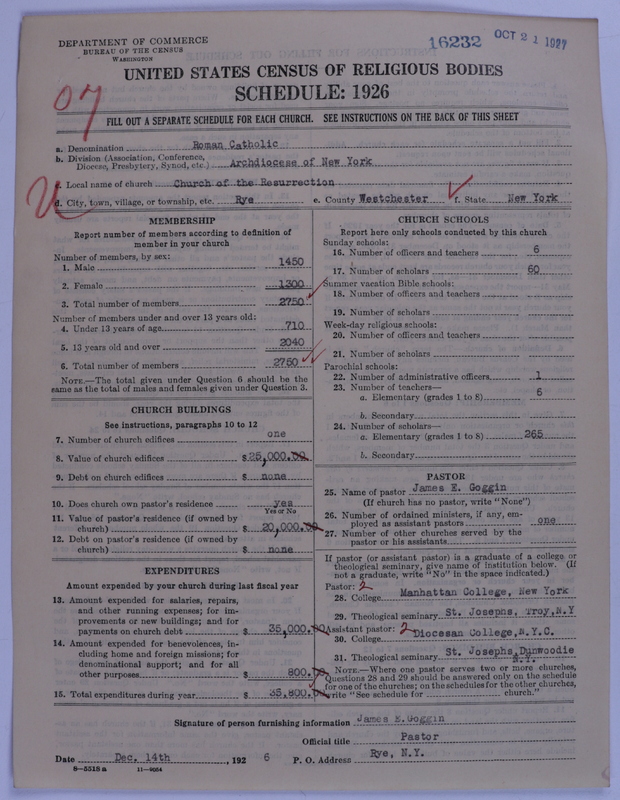 DEPARTMENT OF COMMERCE
BUREAU OF THE CENSUS
WASHINGTON
16232 OCT 21 1927
UNITED STATES CENSUS OF RELIGIOUS BODIES
SCHEDULE: 1926
07
FILL OUT A SEPARATE SCHEDULE FOR EACH CHURCH. SEE INSTRUCTIONS ON THE BACK OF THIS SHEET
a. Denomination Roman Catholic
b. Division (Association, Conference, Diocese, Presbytery, Synod, etc.) Archdiocese of New York
c. Local name of church Church of the Resurrection
d. City, town, village, or township, etc. Rye e. County Westchester f. State New York
MEMBERSHIP
Report number of members according to definition of
member in your church
Number of members, by sex:
1. Male 1450
2. Female 1300
3. Total number of members 2750
Number of members under and over 13 years old:
4. Under 13 years of age 710
5. 13 years old and over 2040
6. Total number of members 2750
NOTE.—The total given under Question 6 should be the
same as the total of males and females given under Question 3.
CHURCH BUILDINGS
See instructions, paragraphs 10 to 12
7. Number of church edifices one
8. Value of church edifices $25,000.00
9. Debt on church edifices $ none
10. Does church own pastor's residence yes
Yes or No
11. Value of pastor's residence (if owned by
church) $ 20,000.00
12. Debt on pastor's residence (if owned by
church) $ none
EXPENDITURES
Amount expended by your church during last fiscal year
13. Amount expended for salaries, repairs,
and other running expenses; for im-
provements or new buildings; and for
payments on church debt $ 35,000.00
14. Amount expended for benevolences, in-
cluding home and foreign missions; for
denominational support; and for all
other purposes $ 800.00
15. Total expenditures during year $ 35,800.00
CHURCH SCHOOLS
Report here only schools conducted by this church
Sunday schools:
16. Number of officers and teachers 6
17. Number of scholars 60
Summer vacation Bible schools:
18. Number of officers and teachers
19. Number of scholars
Week-day religious schools:
20. Number of officers and teachers
21. Number of scholars
Parochial schools:
22. Number of administrative officers 1
23. Number of teachers—
a. Elementary (grades 1 to 8) 6
b. Secondary
24. Number of scholars—
a. Elementary (grades 1 to 8) 265
b. Secondary
PASTOR
25. Name of pastor James E. Goggin
(If church has no pastor, write "None")
26. Number of ordained ministers, if any, em-
ployed as assistant pastors one
27. Number of other churches served by the
pastor or his assistants
If pastor (or assistant pastor) is a graduate of a college or
theological seminary, give name of institution below. (If
not a graduate, write "No" in the space indicated.)
Pastor: 2
28. College Manhattan College, New York
29. Theological seminary St. Josephs, Troy,N.Y
Assistant pastor: 2
30. College Diocesan College,N.Y.C.
31. Theological seminary St. Josephs,Dunwoodie N.Y.
NOTE.—Where one pastor serves two or more churches,
Questions 28 and 29 should be answered only on the schedule
for one of the churches; on the schedules for the other churches,
write "See schedule for church."
Signature of person furnishing information James E.Goggin
Official title Pastor
Date Dec. 14th, 192 6 P. O. Address Rye, N.Y.
8—5518 a 11—9064